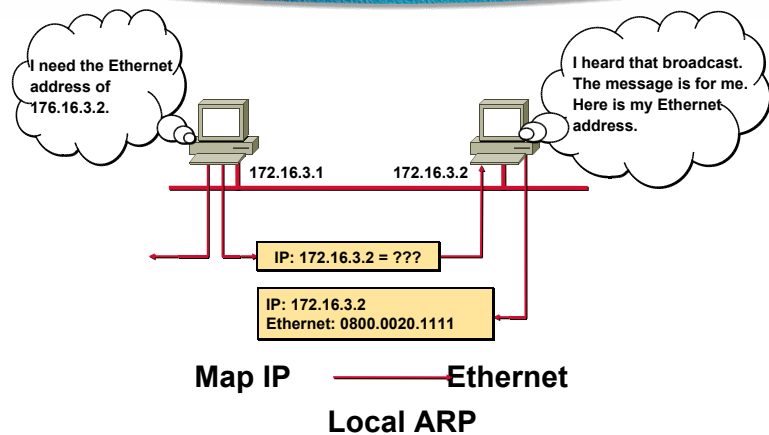 I need the Ethernet
address of
176.16.3.2.
I heard that broadcast.
The message is for me.
Here is my Ethernet
address.
172.16.3.1
172.16.3.2
IP: 172.16.3.2 = ???
IP: 172.16.3.2
Ethernet: 0800.0020.1111
Map IP
Ethernet
Local ARP